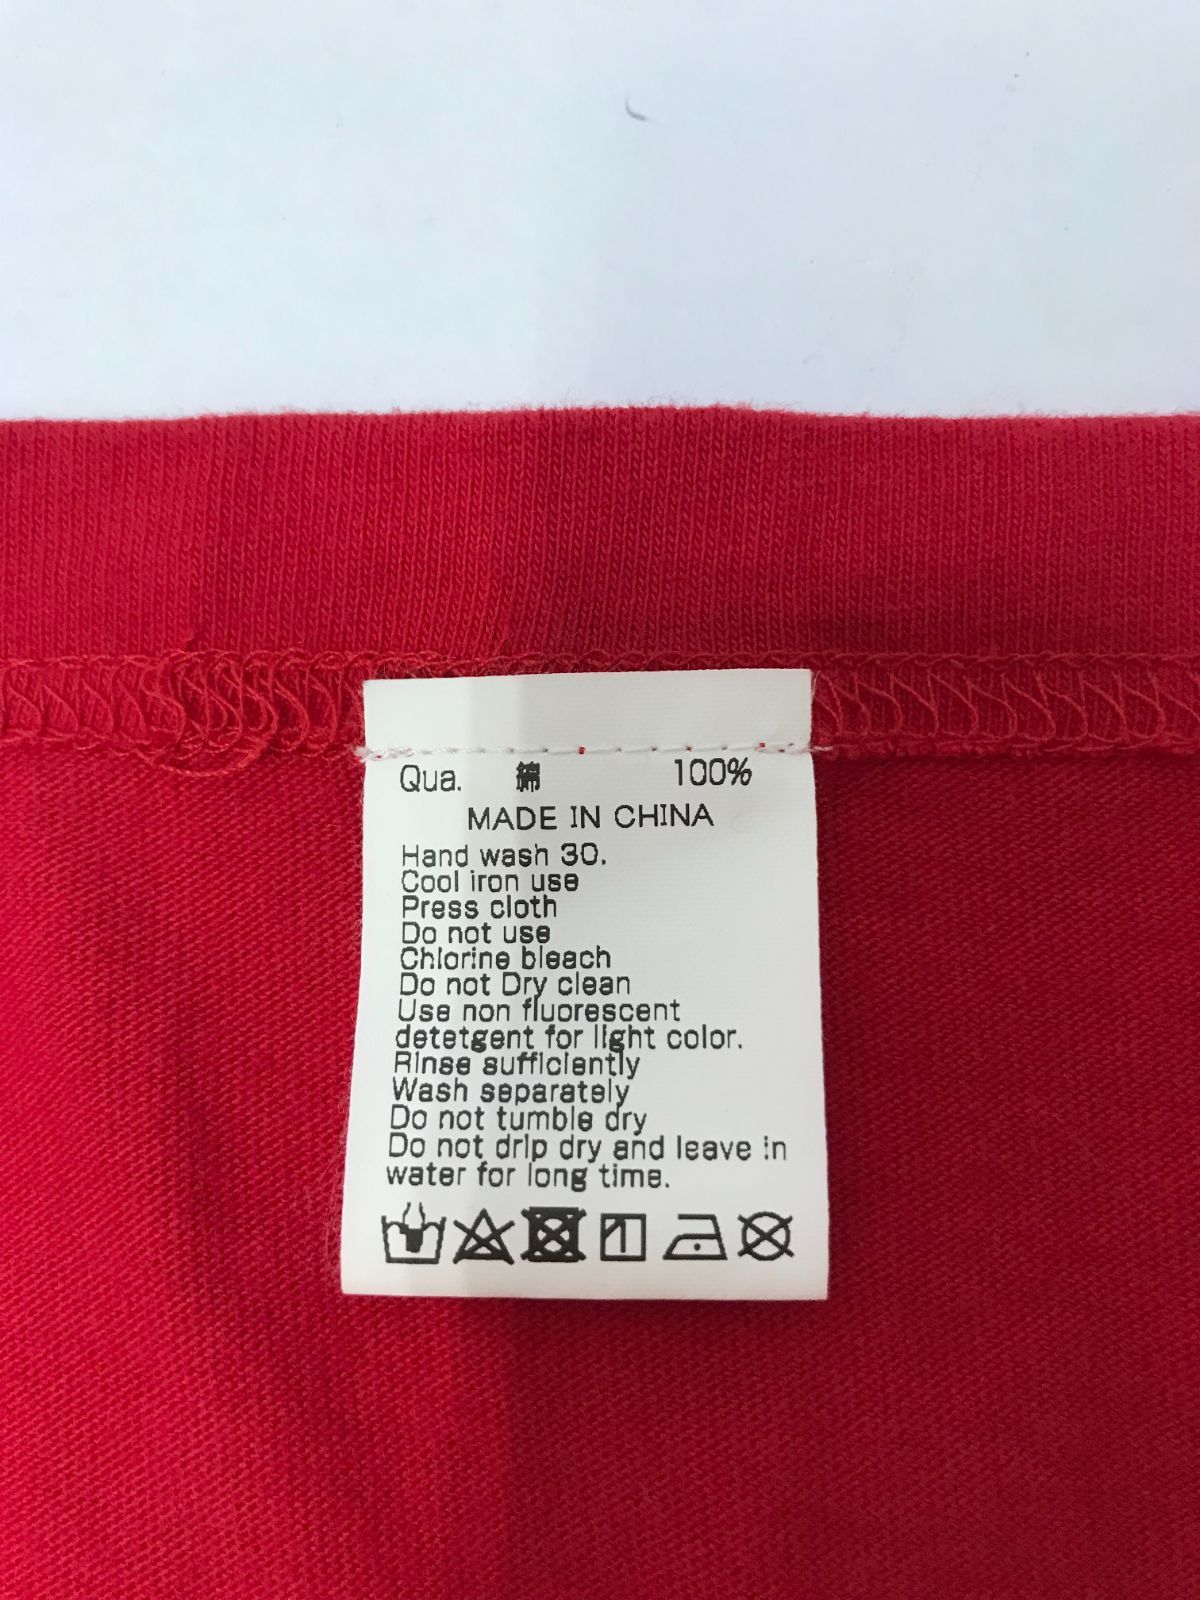 Qua. 綿 100%
MADE IN CHINA
Hand wash 30.
Cool iron use
Press cloth
Do not use
Chlorine bleach
Do not Dry clean
Use non fluorescent
detetgent for light color.
Rinse sufficiently
Wash separately
Do not tumble dry
Do not drip dry and leave in
water for long time.